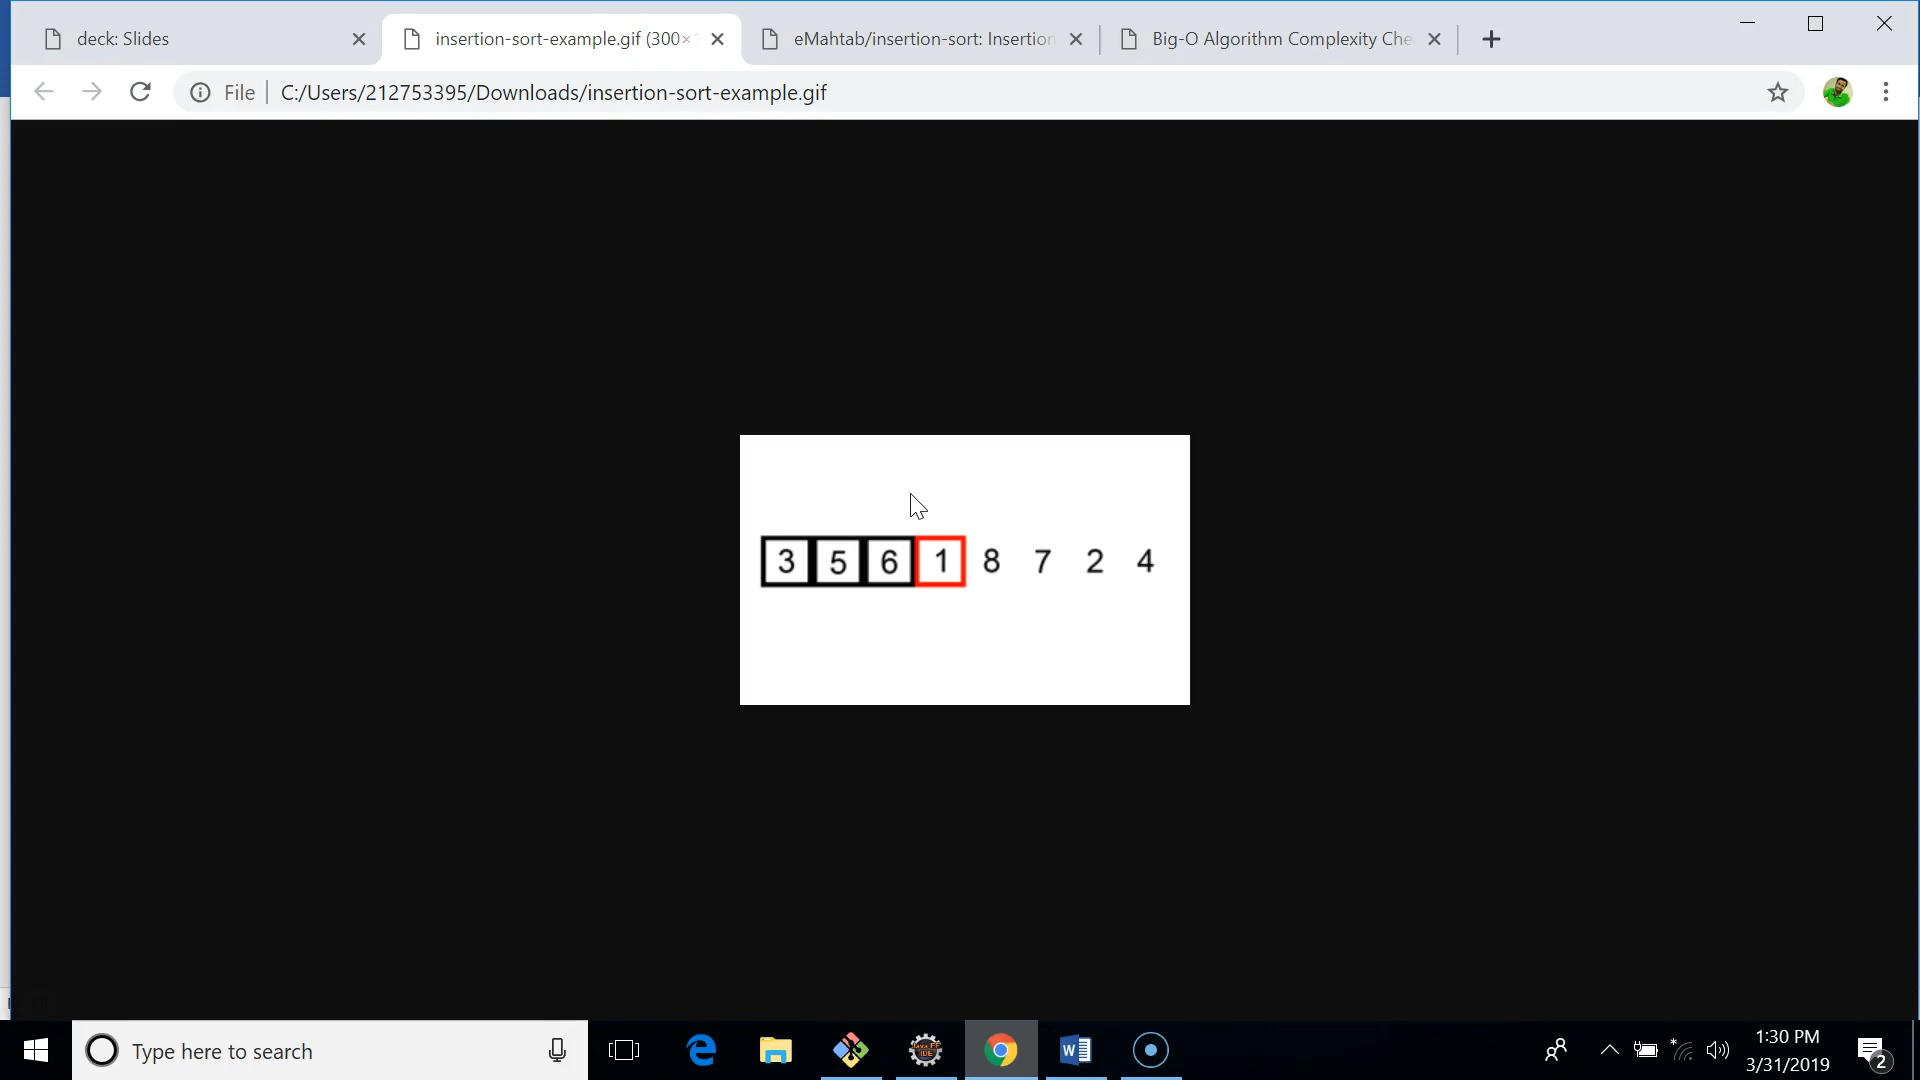 deck: Slides
insertion-sort-example.gif (300×
eMahtab/insertion-sort: Insertion
Big-O Algorithm Complexity Che
File
C:/Users/212753395/Downloads/insertion-sort-example.gif
3 5 6 1 8 7 2 4
Type here to search
1:30 PM
3/31/2019
2